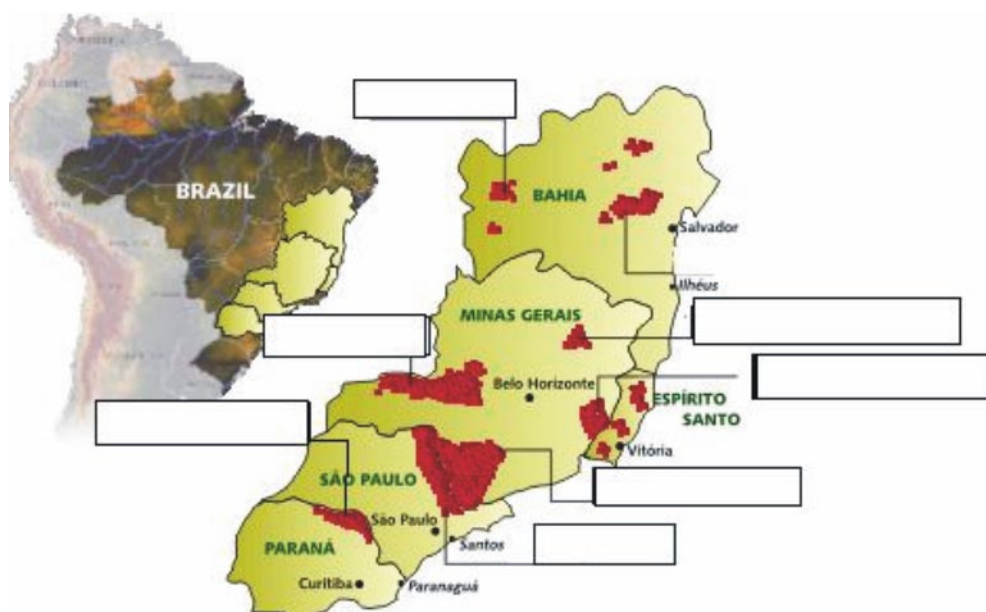 BRAZIL
BAHIA
Salvador
Ilhéus
MINAS GERAIS
Belo Horizonte
ESPÍRITO
SANTO
Vitória
SÃO PAULO
São Paulo
Santos
PARANÁ
Curitiba
Paranaguá